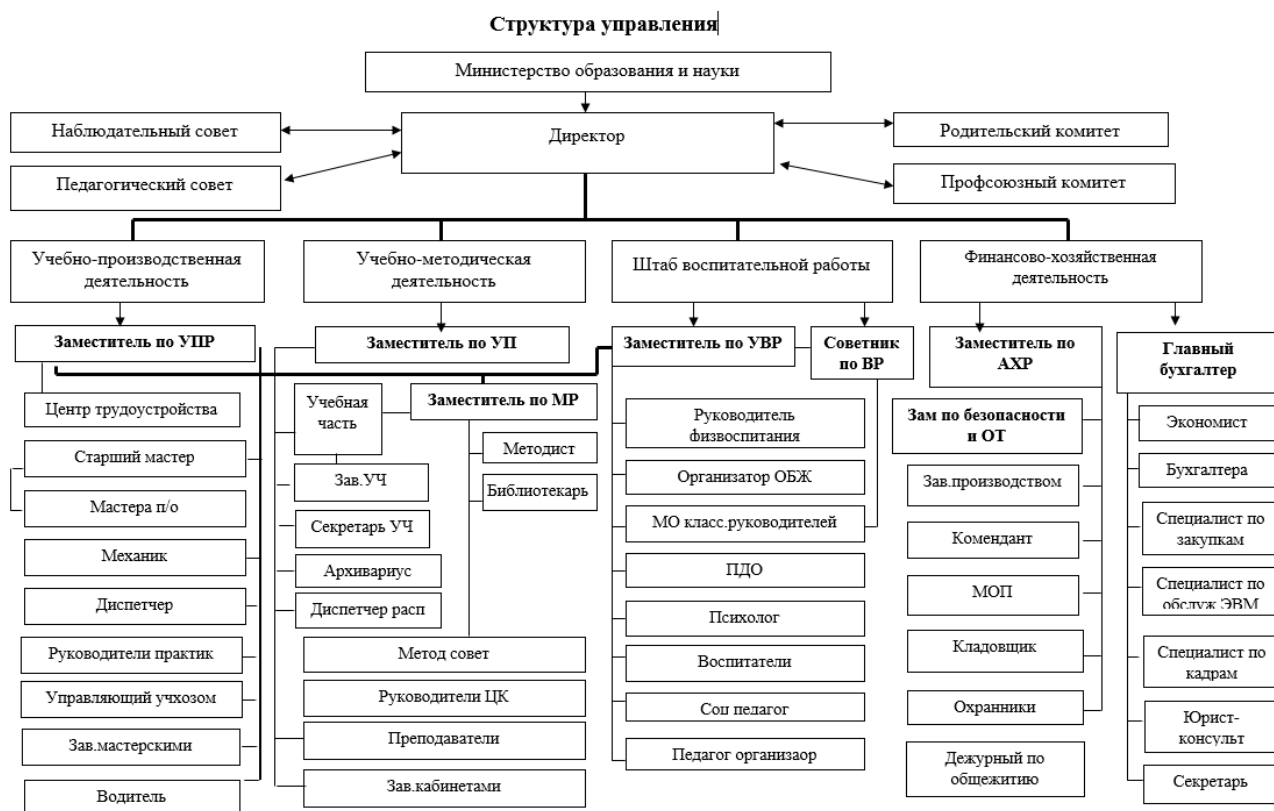 Структура управления
Министерство образования и науки
Наблюдательный совет
Директор
Родительский комитет
Педагогический совет
Профсоюзный комитет
Учебно-производственная
деятельность
Учебно-методическая
деятельность
Штаб воспитательной работы
Финансово-хозяйственная
деятельность
Заместитель по УПР
Центр трудоустройства
Старший мастер
Мастера п/о
Механик
Диспетчер
Руководители практик
Управляющий учхозом
Зав.мастерскими
Водитель
Заместитель по УП
Учебная
часть
Зав.УЧ
Секретарь УЧ
Архивариус
Диспетчер расп
Заместитель по МР
Методист
Библиотекарь
Метод совет
Руководители ЦК
Преподаватели
Зав.кабинетами
Заместитель по УВР
Советник
по ВР
Руководитель
физвоспитания
Организатор ОБЖ
МО класс.руководителей
ПДО
Психолог
Воспитатели
Соц педагог
Педагог организаор
Заместитель по
АХР
Зам по безопасности
и ОТ
Зав.производством
Комендант
МОП
Кладовщик
Охранники
Дежурный по
общежитию
Главный
бухгалтер
Экономист
Бухгалтера
Специалист по
закупкам
Специалист по
обслуж ЭВМ
Специалист по
кадрам
Юрист-
консульт
Секретарь